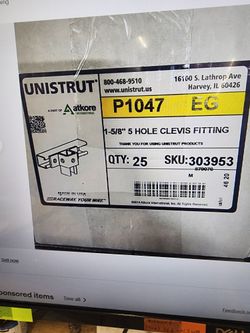 UNISTRUT
800-468-9510
www.unistrut.us
16100 S. Lathrop Ave
Harvey, IL 60426
atkore
P1047 EG
1-5/8" 5 HOLE CLEVIS FITTING
THANK YOU FOR USING UNISTRUT PRODUCTS
QTY: 25 SKU:303953
M
MADE IN USA
RACEWAY YOUR WAY
sponsored items See all